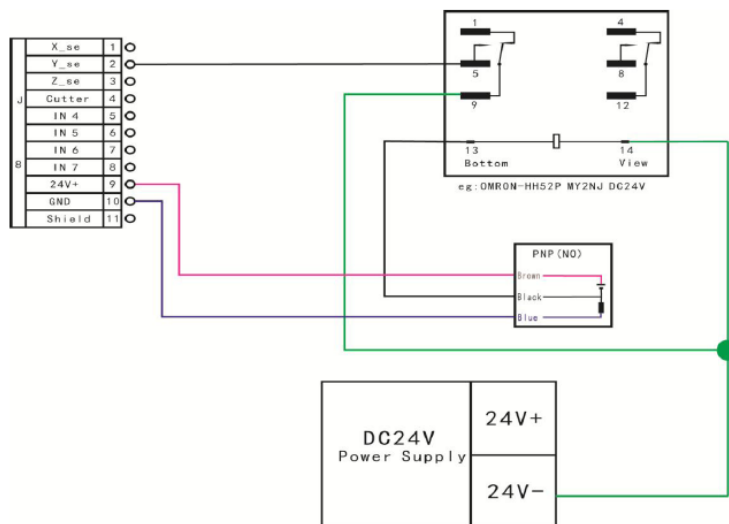 J8
X_se 1
Y_se 2
Z_se 3
Cutter 4
IN 4 5
IN 5 6
IN 6 7
IN 7 8
24V+ 9
GND 10
Shield 11
1 4
5 8
9 12
13 14
Bottom View
eg:OMRON-HH52P MY2NJ DC24V
PNP(NO)
Brown
Black
Blue
DC24V
Power Supply
24V+
24V-